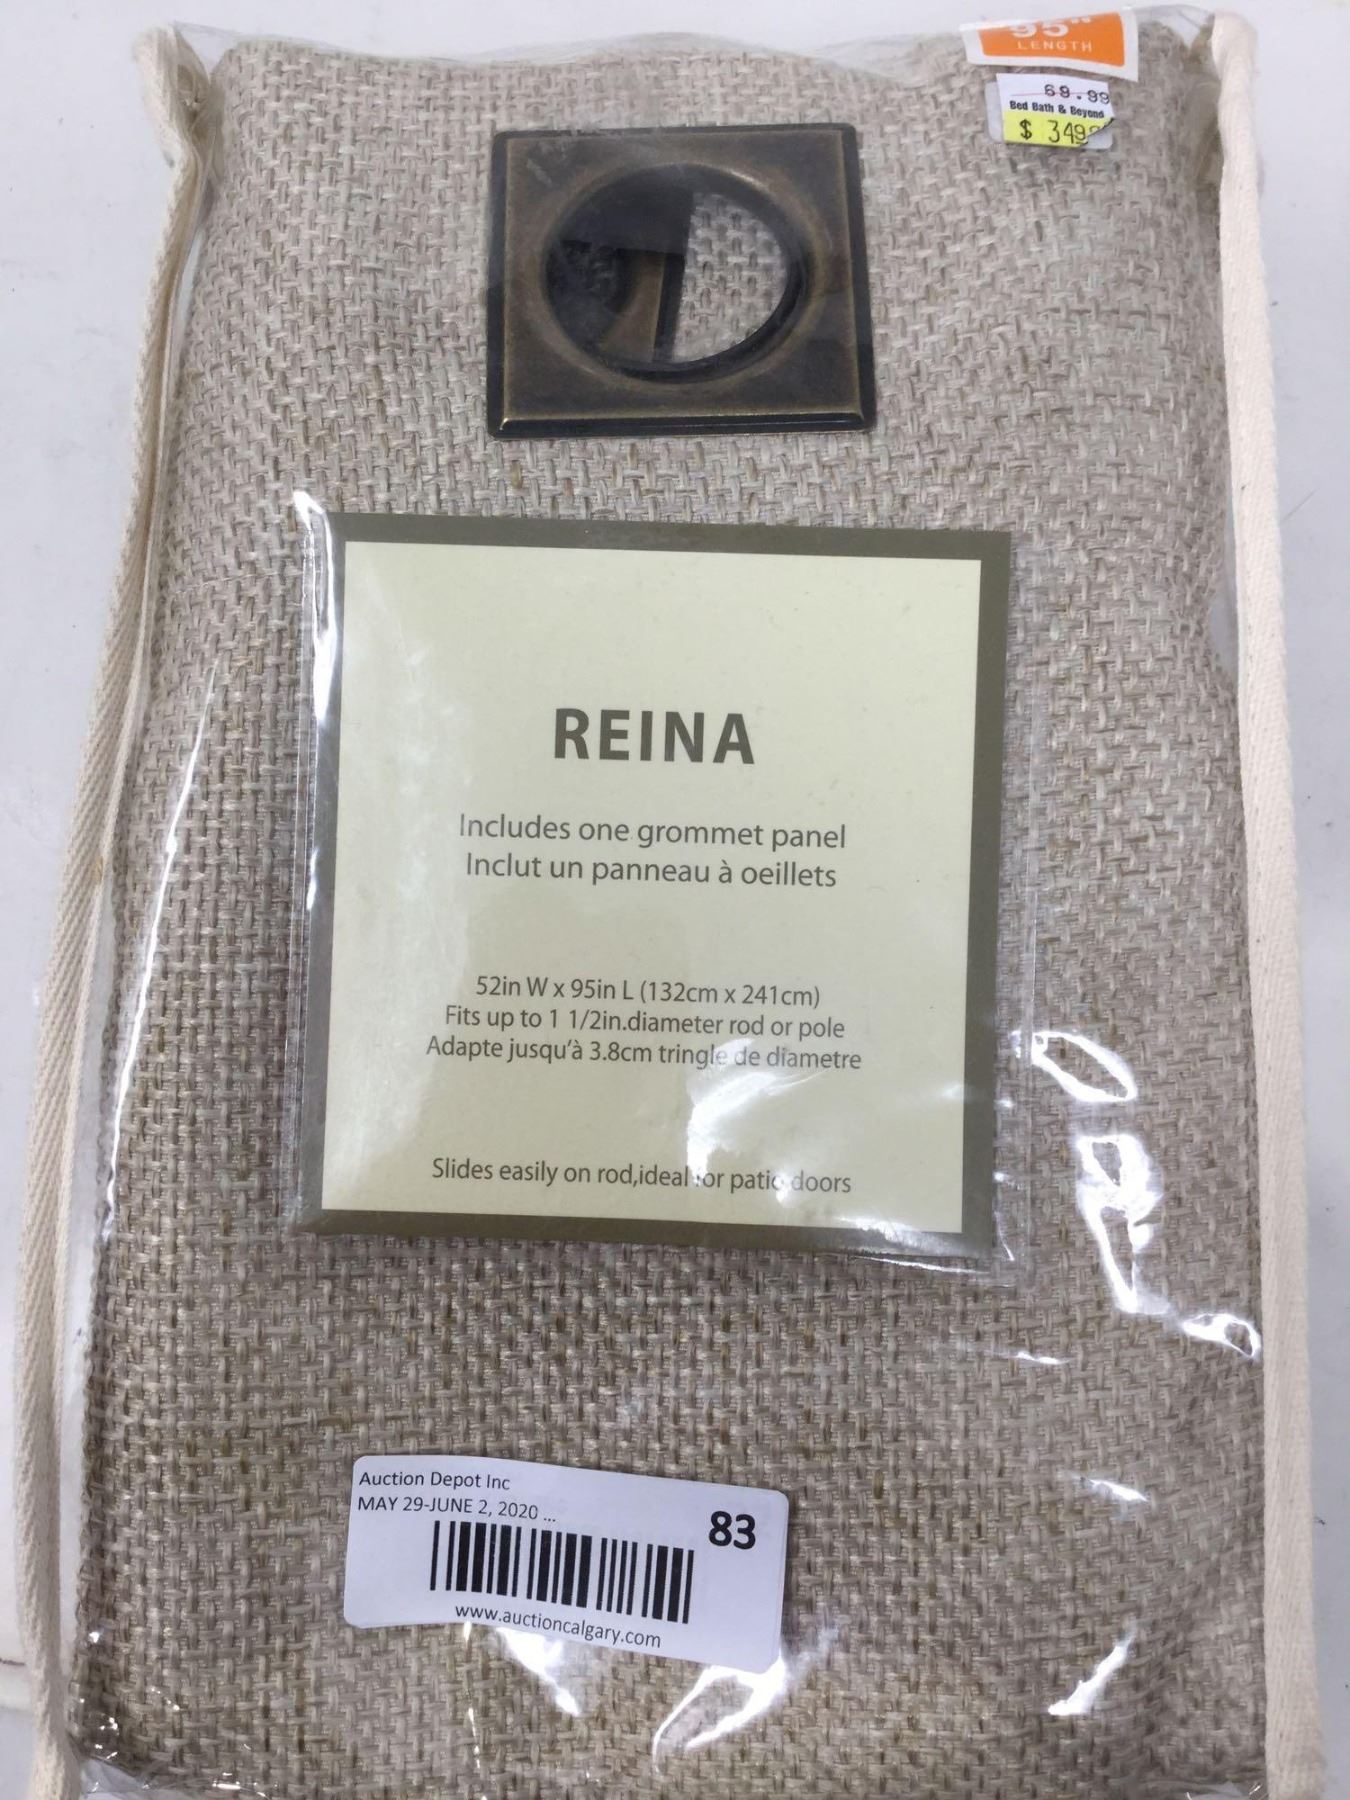 95"
LENGTH
69.99
Bed Bath & Beyond
$ 349
REINA
Includes one grommet panel
Inclut un panneau à oeillets
52in W x 95in L (132cm x 241cm)
Fits up to 1 1/2in.diameter rod or pole
Adapte jusqu'à 3.8cm tringle de diametre
Slides easily on rod,ideal for patio doors
Auction Depot Inc
MAY 29-JUNE 2, 2020 ...
83
www.auctioncalgary.com